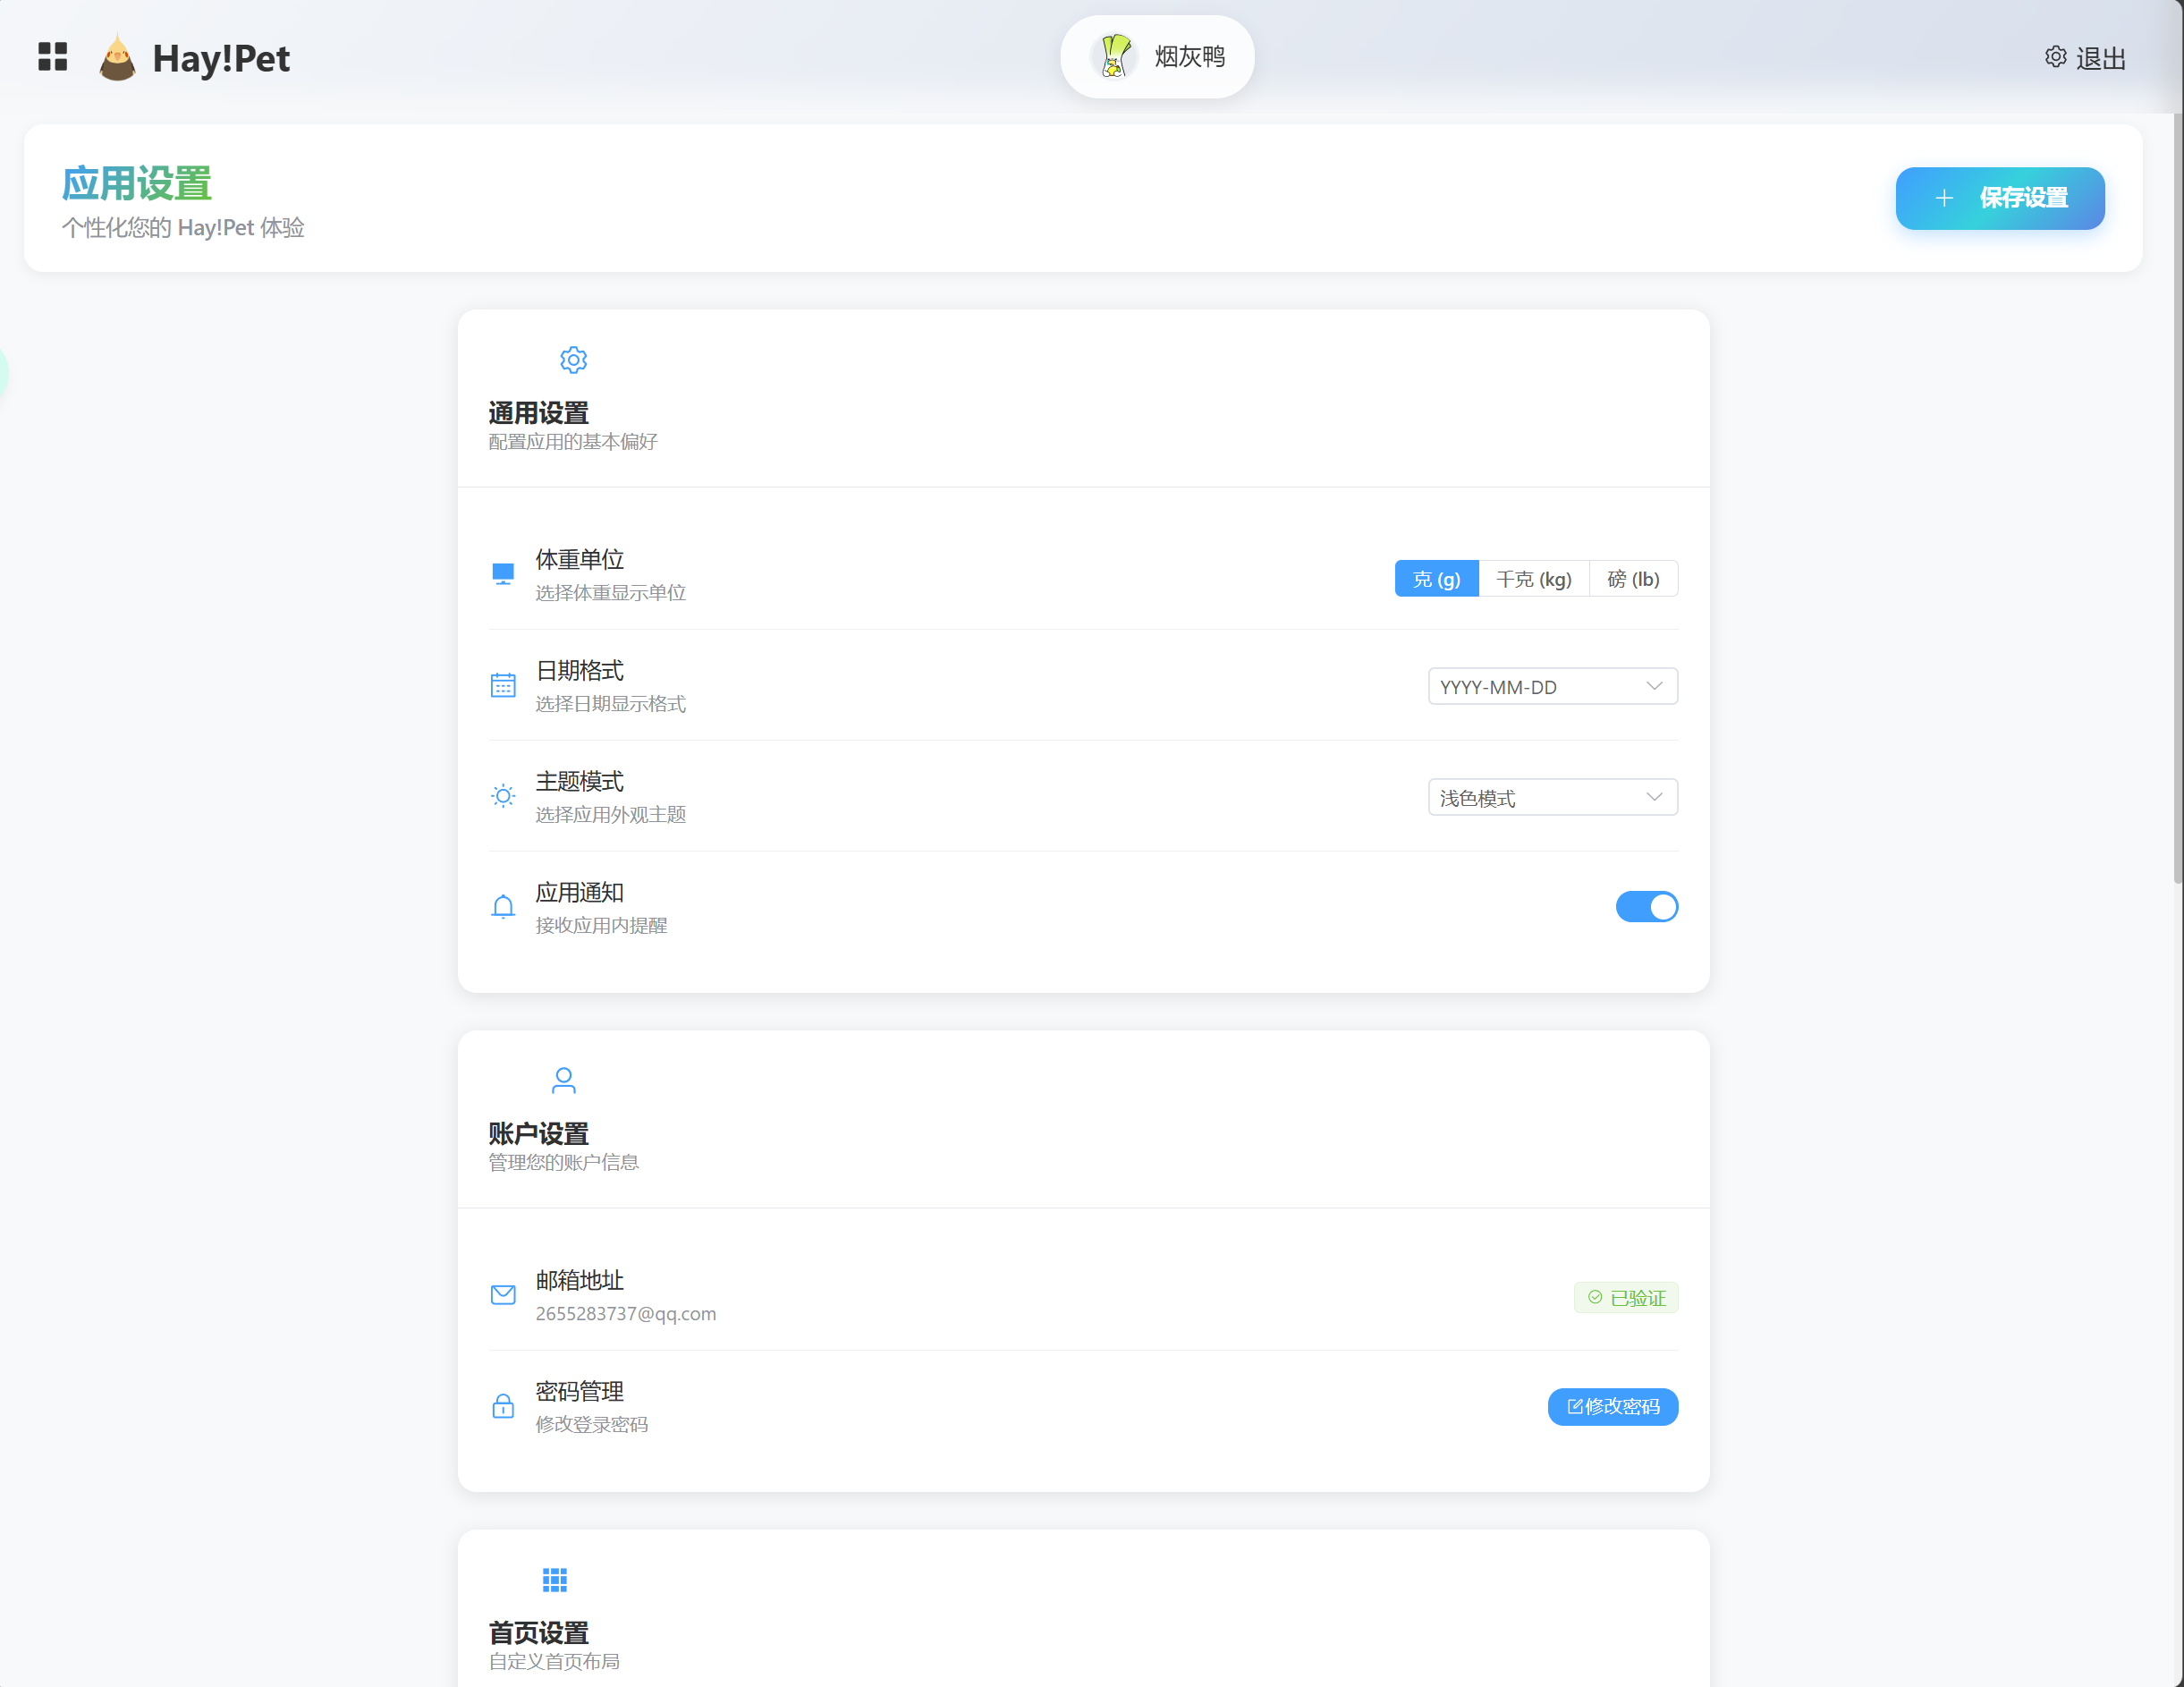 Hay!Pet
烟灰鸭
退出
应用设置
个性化您的 Hay!Pet 体验
保存设置
通用设置
配置应用的基本偏好
体重单位
选择体重显示单位
克 (g) 千克 (kg) 磅 (lb)
日期格式
选择日期显示格式
YYYY-MM-DD
主题模式
选择应用外观主题
浅色模式
应用通知
接收应用内提醒
账户设置
管理您的账户信息
邮箱地址
2655283737@qq.com
已验证
密码管理
修改登录密码
修改密码
首页设置
自定义首页布局